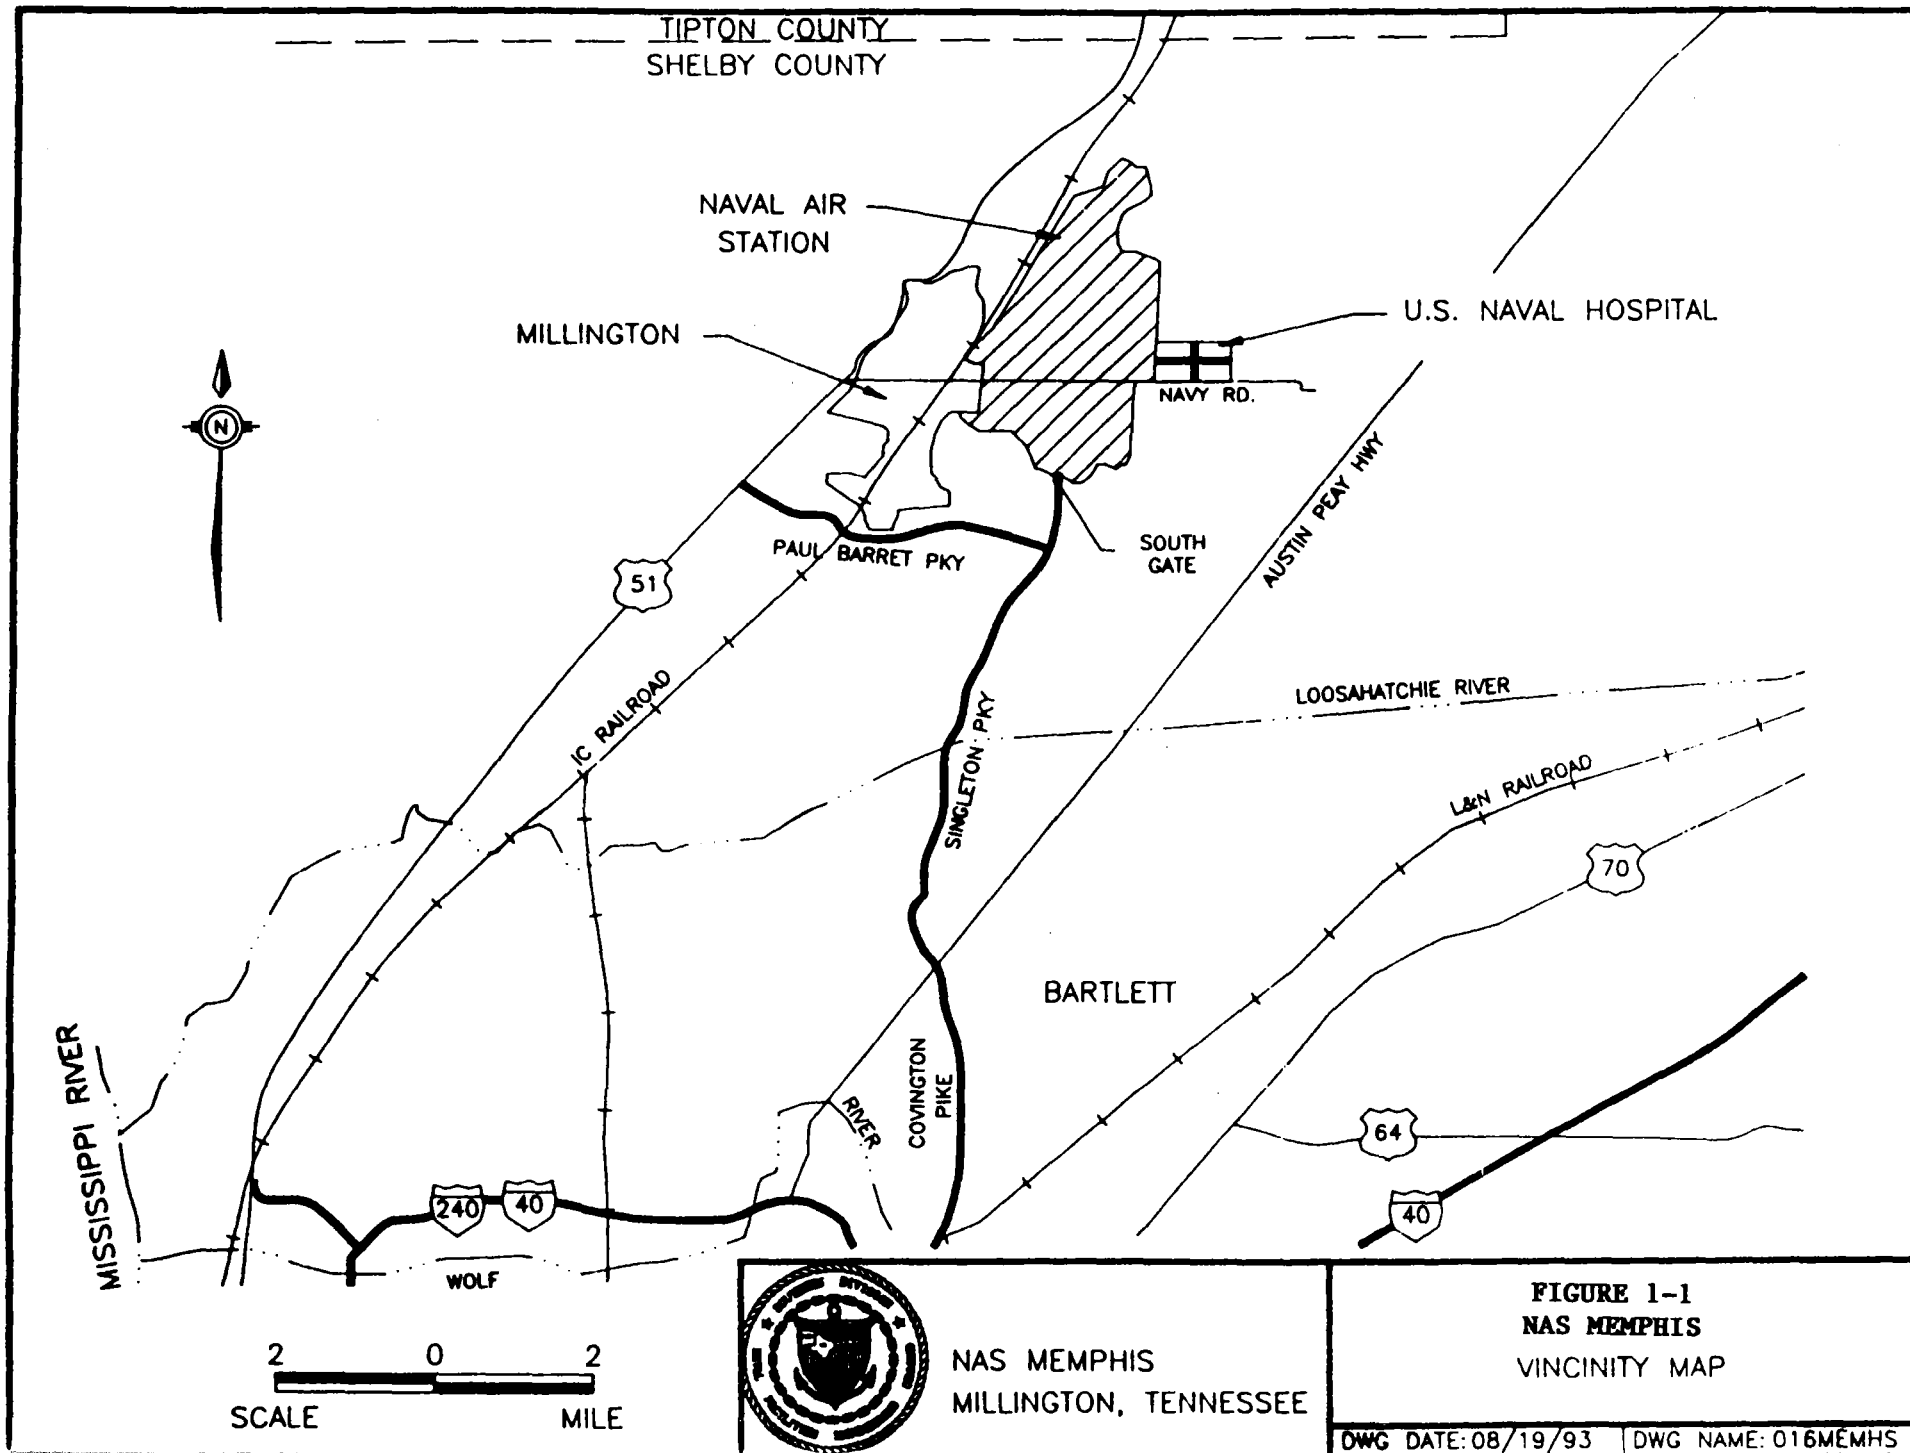 TIPTON COUNTY
SHELBY COUNTY
NAVAL AIR
STATION
U.S. NAVAL HOSPITAL
MILLINGTON
N
NAVY RD.
AUSTIN PEAY HWY
SOUTH
GATE
PAUL BARRET PKY
51
IC RAILROAD
LOOSAHATCHIE RIVER
SINGLETON PKY
L&N RAILROAD
70
BARTLETT
MISSISSIPPI RIVER
COVINGTON
PIKE
RIVER
64
240
40
40
WOLF
2 0 2
SCALE MILE
NAS MEMPHIS
MILLINGTON, TENNESSEE
FIGURE 1-1
NAS MEMPHIS
VINCINITY MAP
DWG DATE: 08/19/93
DWG NAME: 016MEMHS